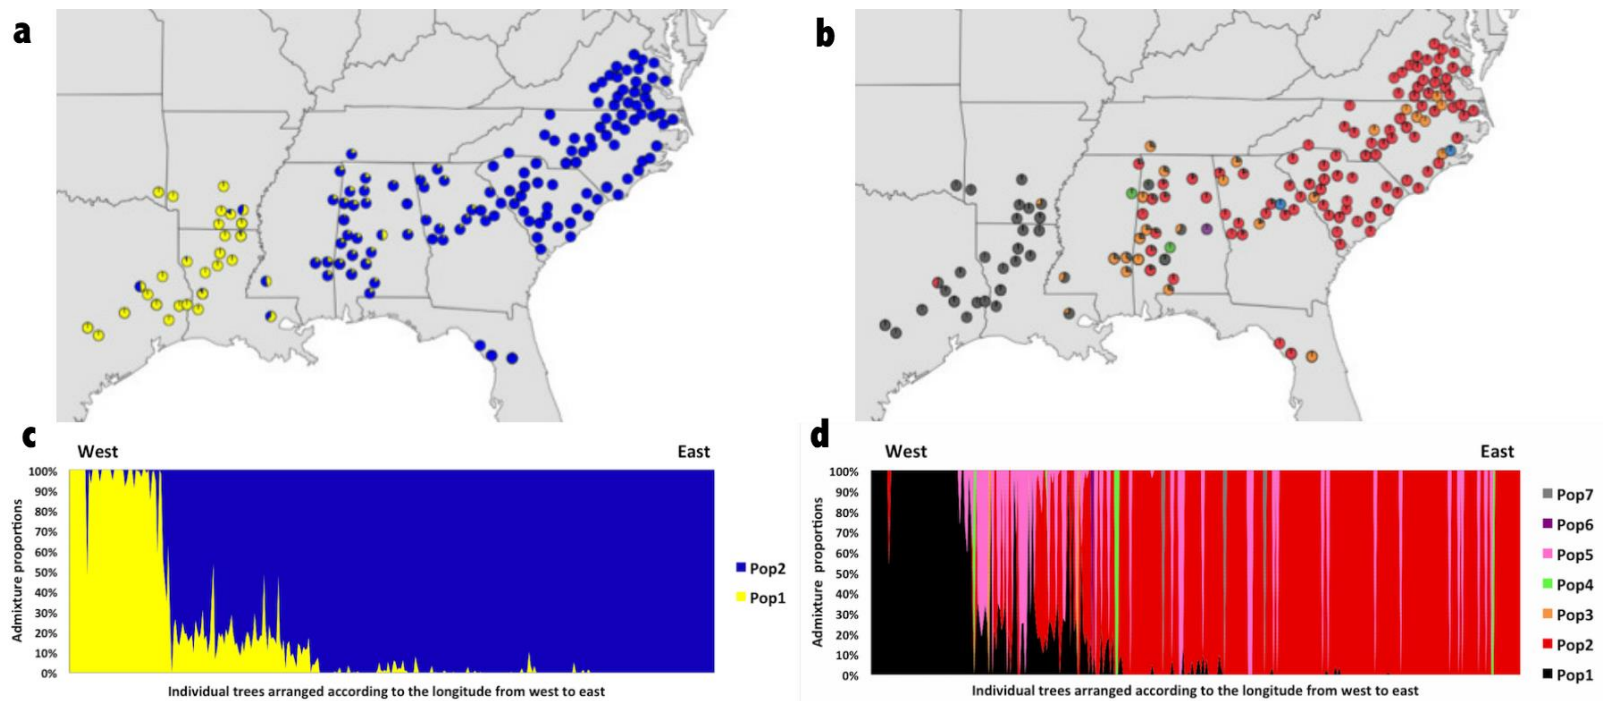 a
b
c
West
East
100%
90%
80%
70%
60%
50%
40%
30%
20%
10%
0%
Admixture proportions
Pop2
Pop1
Individual trees arranged according to the longitude from west to east
d
West
East
100%
90%
80%
70%
60%
50%
40%
30%
20%
10%
0%
Admixture proportions
Pop7
Pop6
Pop5
Pop4
Pop3
Pop2
Pop1
Individual trees arranged according to the longitude from west to east